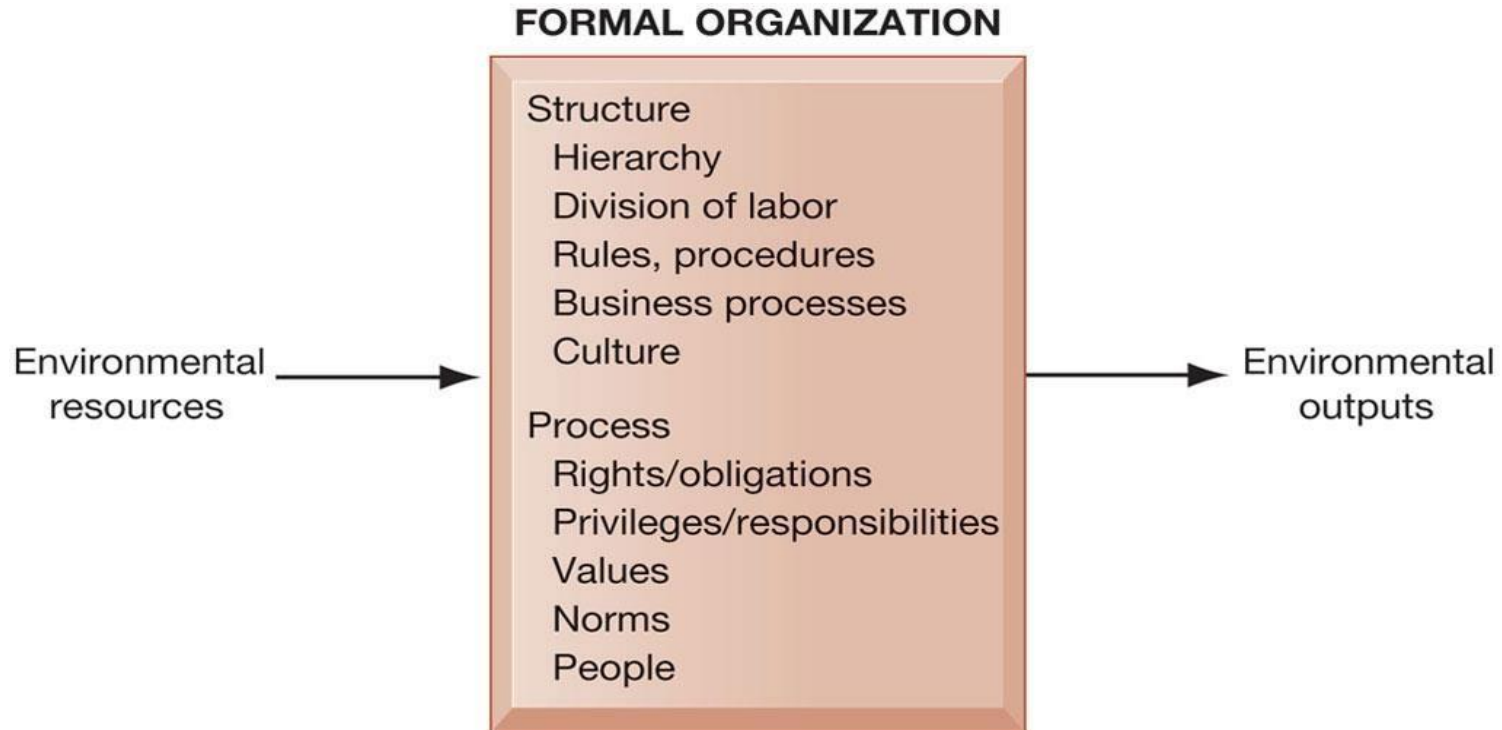 FORMAL ORGANIZATION
Structure
Hierarchy
Division of labor
Rules, procedures
Business processes
Culture
Process
Rights/obligations
Privileges/responsibilities
Values
Norms
People
Environmental
resources
Environmental
outputs